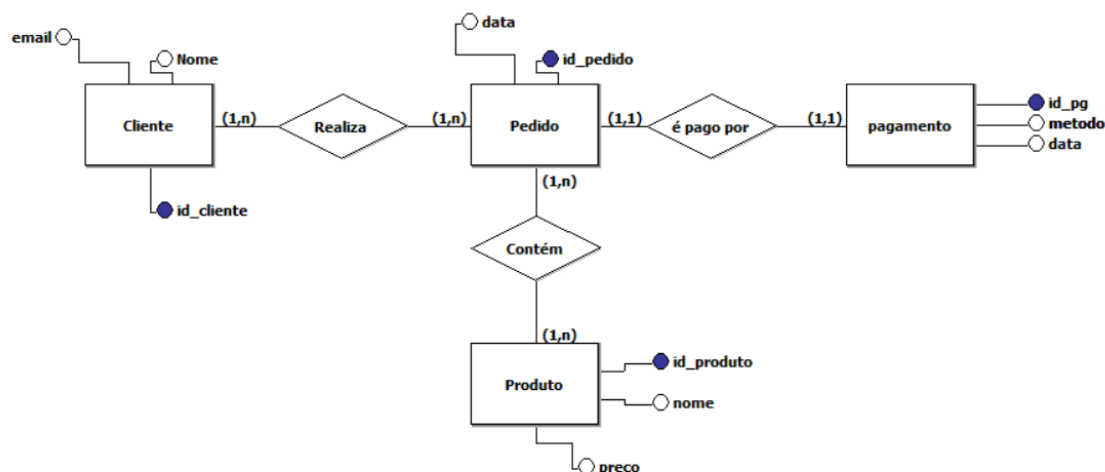 data
email
Nome
id_pedido
Cliente
(1,n)
Realiza
(1,n)
Pedido
(1,1)
é pago por
(1,1)
pagamento
id_pg
metodo
data
id_cliente
(1,n)
Contém
(1,n)
Produto
id_produto
nome
preco